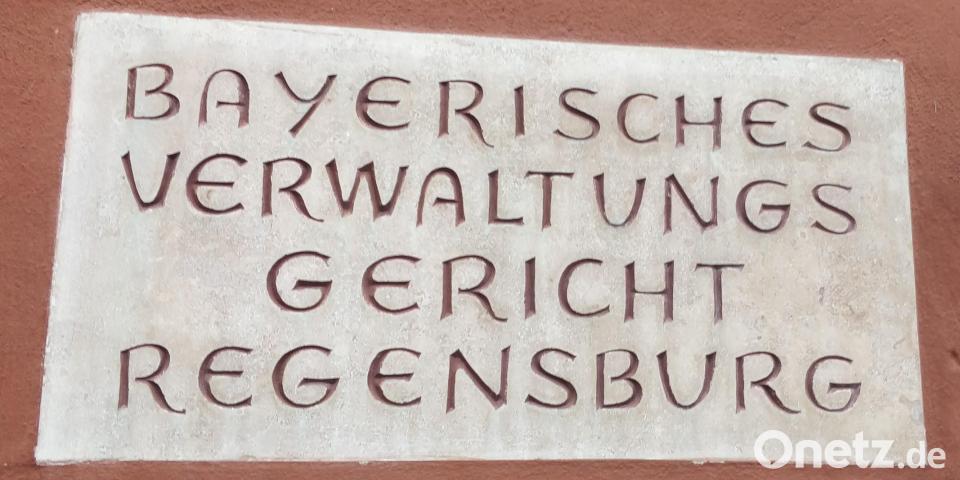 BAYERISCHES
VERWALTUNGS
GERICHT
REGENSBURG
Onetz.de